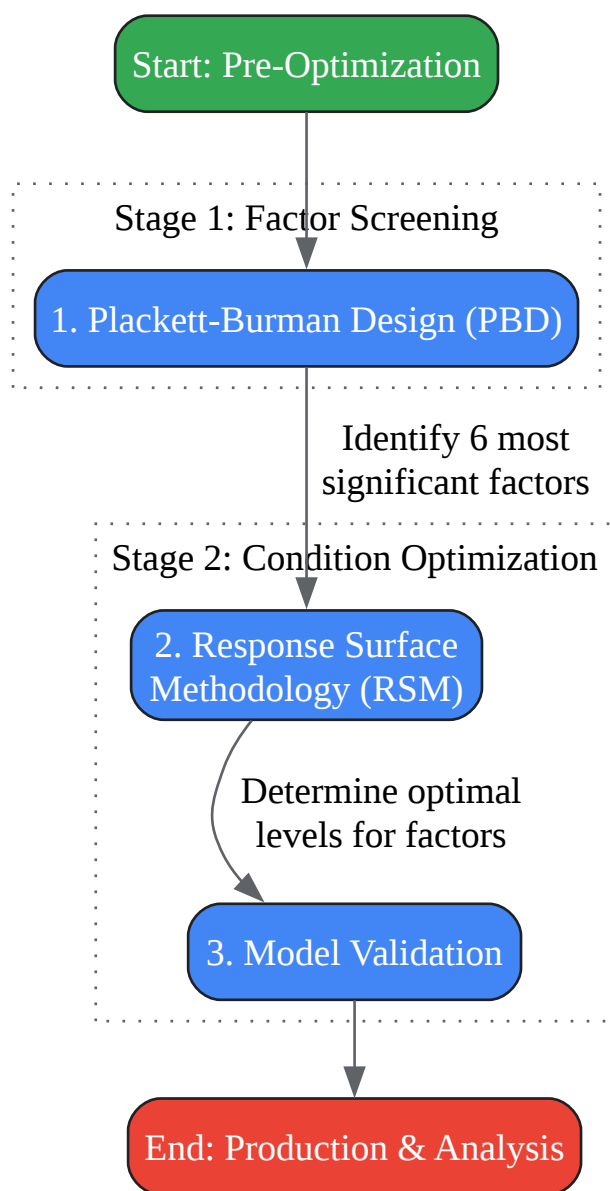 Start: Pre-Optimization
Stage 1: Factor Screening
1. Plackett-Burman Design (PBD)
Identify 6 most
significant factors
Stage 2: Condition Optimization
2. Response Surface
Methodology (RSM)
Determine optimal
levels for factors
3. Model Validation
End: Production & Analysis